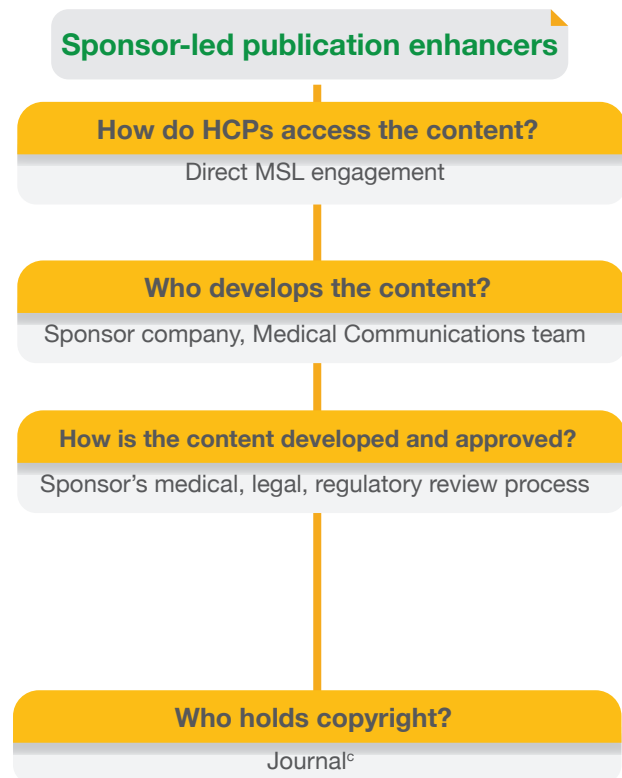 Sponsor-led publication enhancers
How do HCPs access the content?
Direct MSL engagement
Who develops the content?
Sponsor company, Medical Communications team
How is the content developed and approved?
Sponsor’s medical, legal, regulatory review process
Who holds copyright?
Journalᶜ